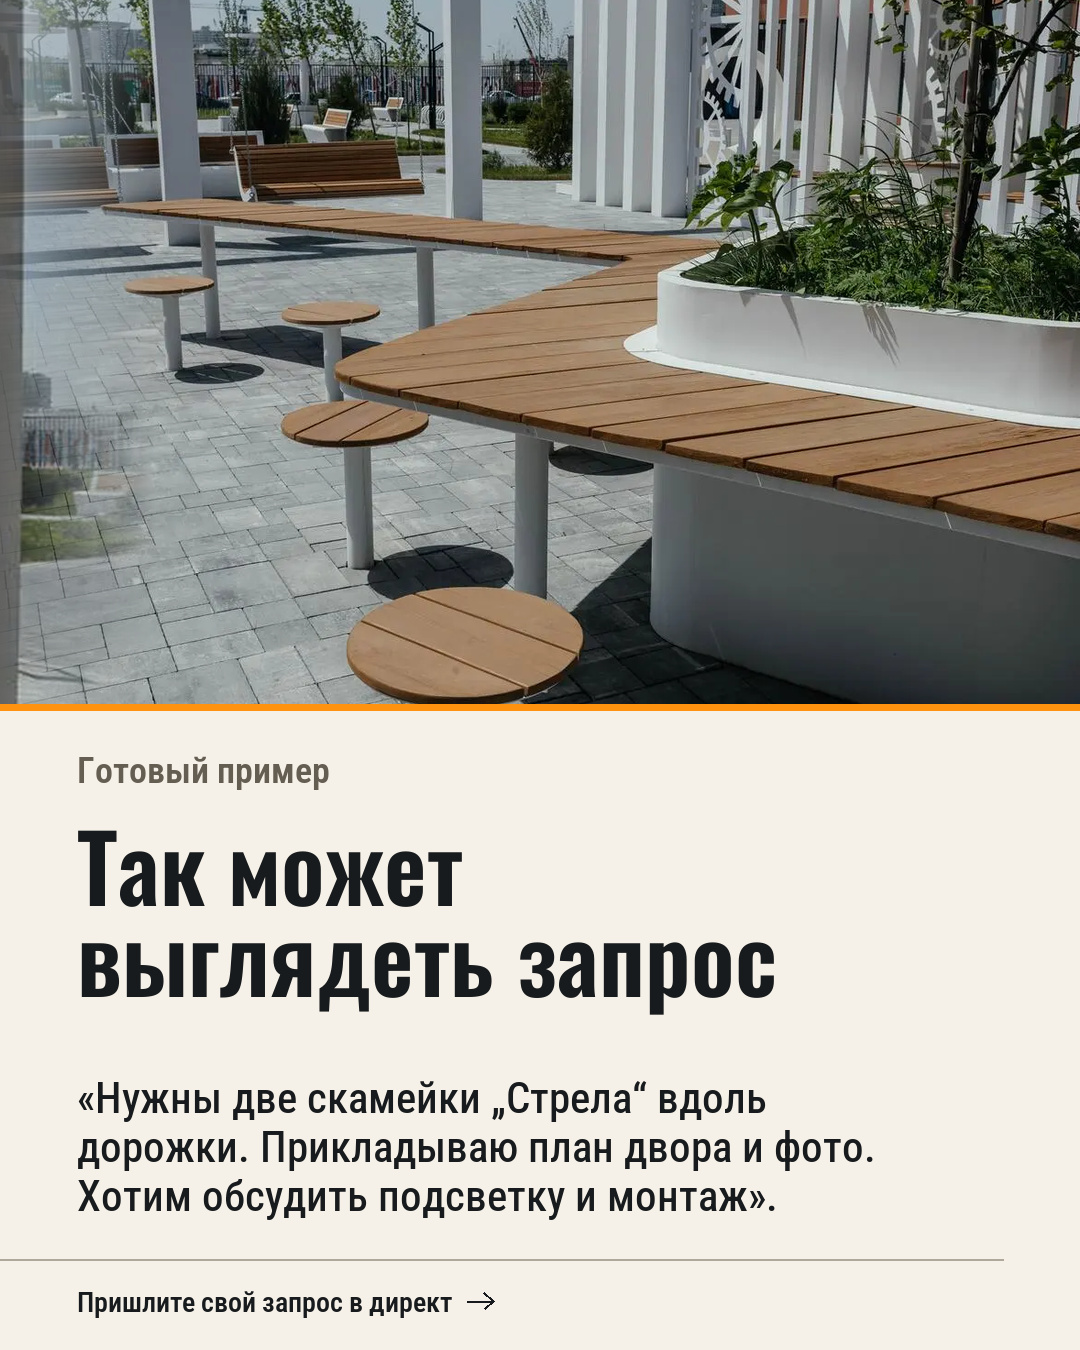 Готовый пример
Так может
выглядеть запрос
«Нужны две скамейки „Стрела“ вдоль
дорожки. Прикладываю план двора и фото.
Хотим обсудить подсветку и монтаж».
Пришлите свой запрос в директ →